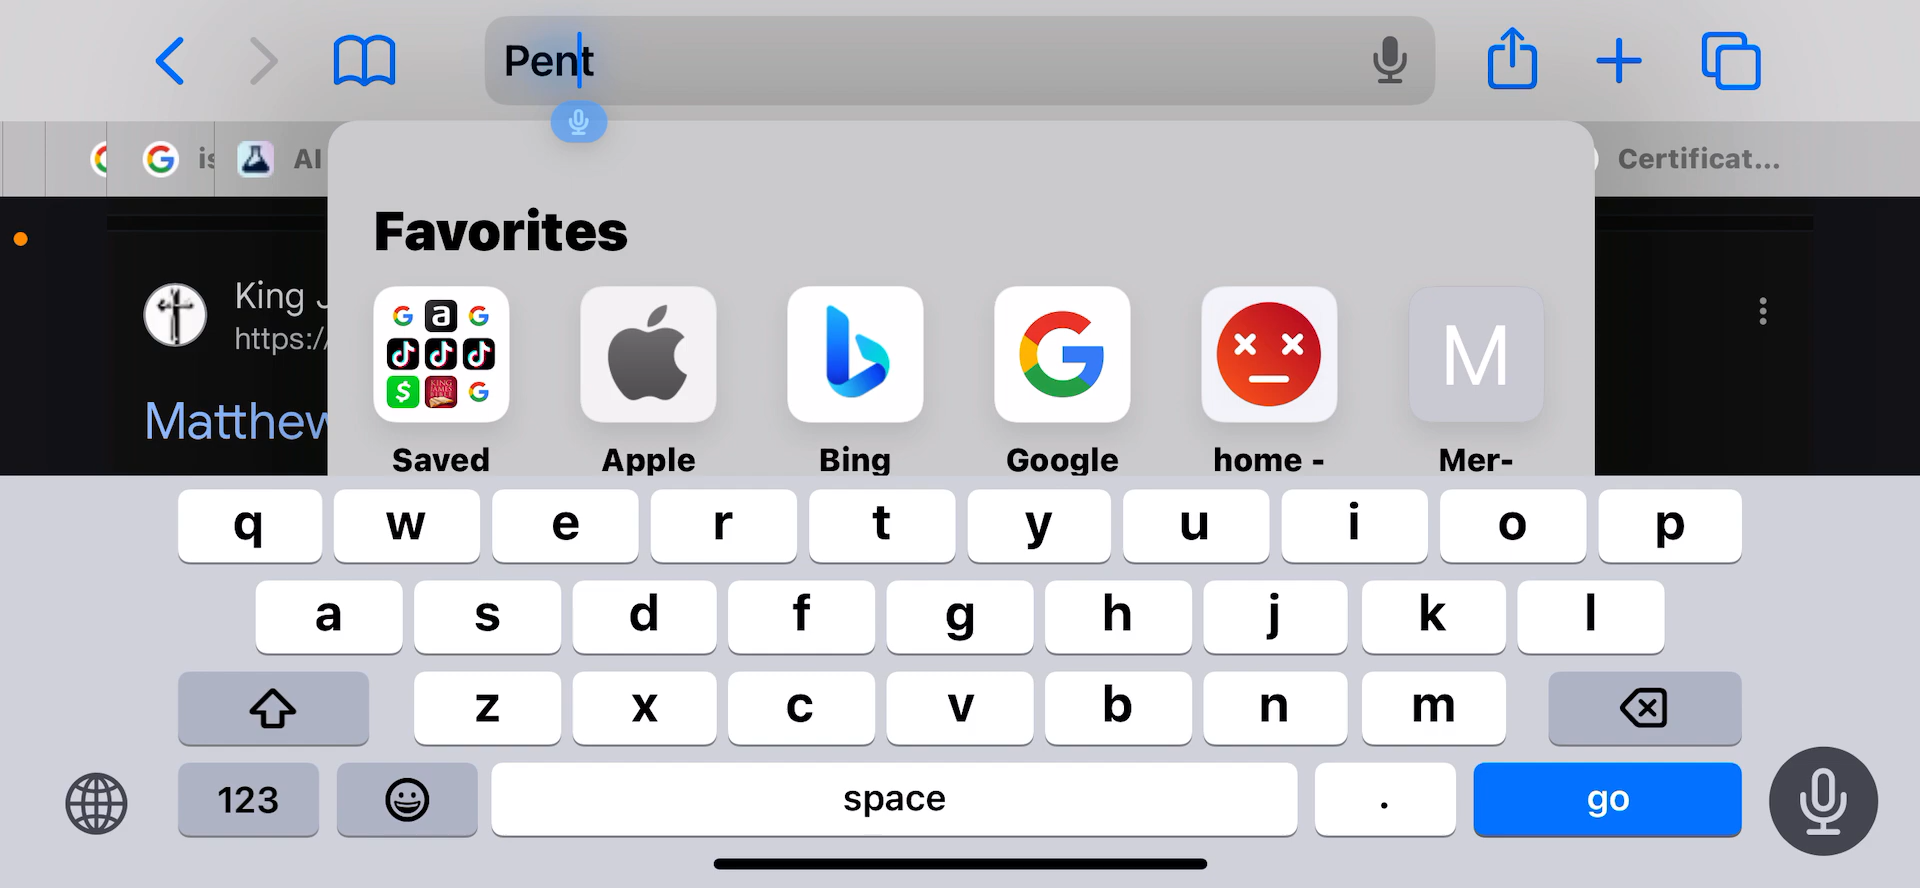 Pent
is
AI
Certificat...
King J
https:/
Matthew
Favorites
M
Saved
Apple
Bing
Google
home -
Mer-
q w e r t y u i o p
a s d f g h j k l
z x c v b n m
123
space
.
go